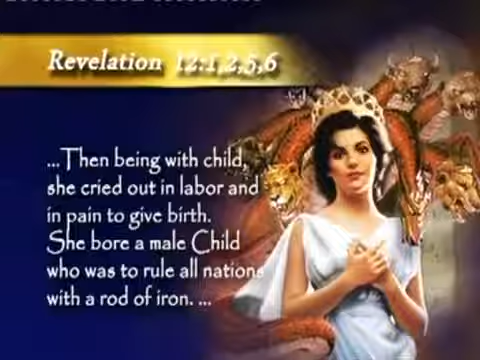 Revelation 12:1,2,5,6
...Then being with child,
she cried out in labor and
in pain to give birth.
She bore a male Child
who was to rule all nations
with a rod of iron. ...